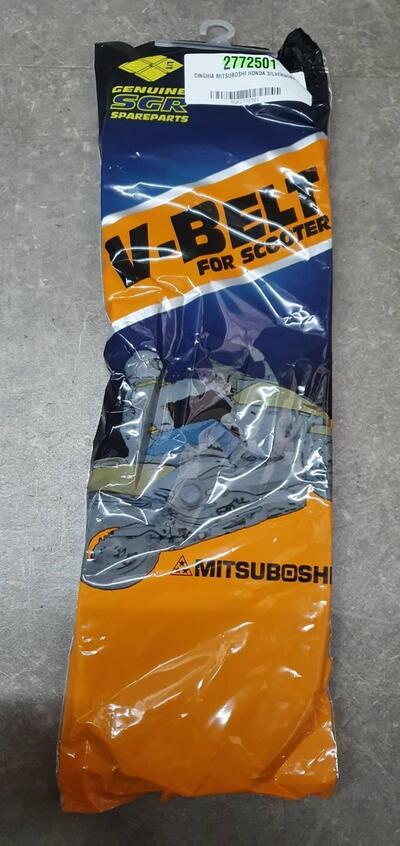 2772501
CINGHIA MITSUBOSHI HONDA SILVERWING
GENUINE
SGR
SPAREPARTS
V-BELT
FOR SCOOTER
MITSUBOSHI